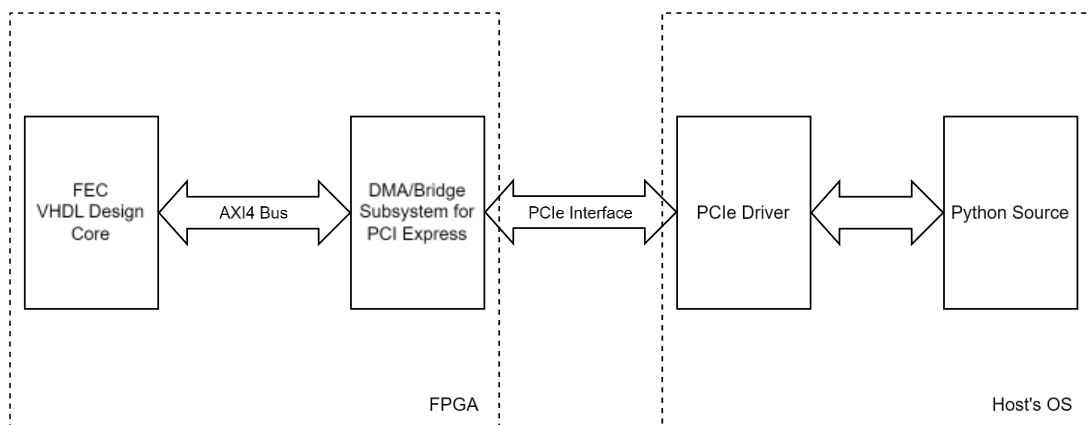 FEC
VHDL Design
Core
AXI4 Bus
DMA/Bridge
Subsystem for
PCI Express
PCIe Interface
PCIe Driver
Python Source
FPGA
Host's OS